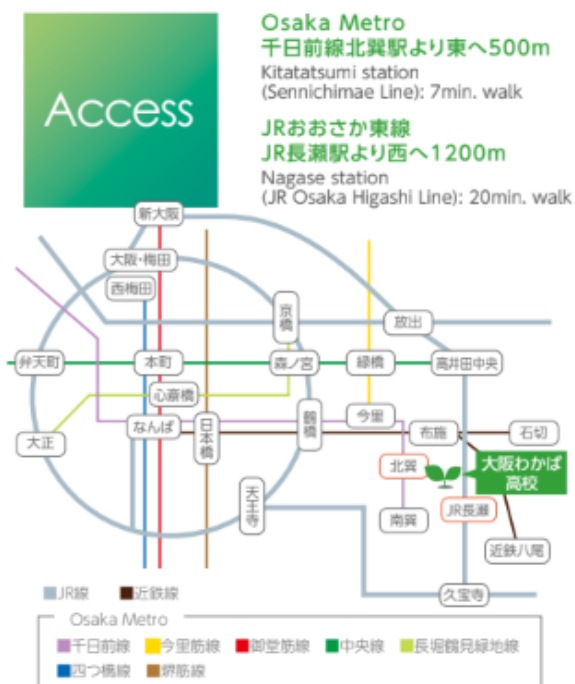 Access
Osaka Metro
千日前線北巽駅より東へ500m
Kitatatsumi station
(Sennichimae Line): 7min. walk
JRおおさか東線
JR長瀬駅より西へ1200m
Nagase station
(JR Osaka Higashi Line): 20min. walk
新大阪
大阪・梅田
西梅田
京橋
放出
弁天町
本町
森ノ宮
緑橋
高井田中央
心斎橋
大正
なんば
日本橋
鶴橋
今里
布施
石切
北巽
大阪わかば
高校
天王寺
南巽
JR長瀬
近鉄八尾
久宝寺
JR線
近鉄線
Osaka Metro
千日前線
今里筋線
御堂筋線
中央線
長堀鶴見緑地線
四つ橋線
堺筋線